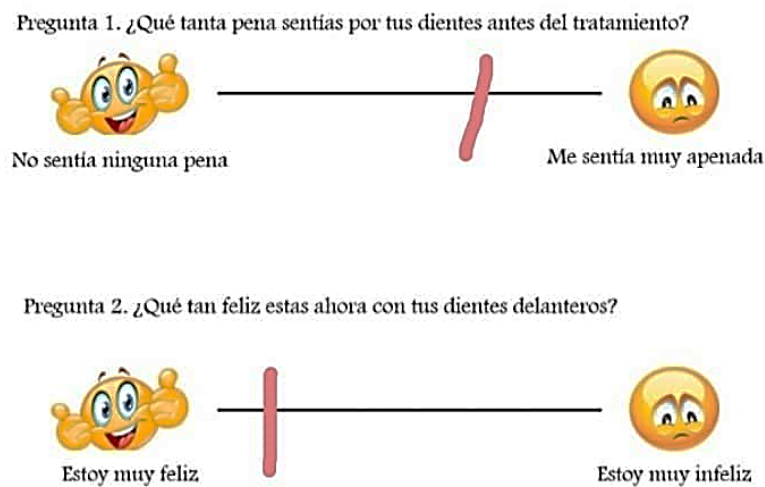 Pregunta 1. ¿Qué tanta pena sentías por tus dientes antes del tratamiento?
No sentía ninguna pena
Me sentía muy apenada
Pregunta 2. ¿Qué tan feliz estas ahora con tus dientes delanteros?
Estoy muy feliz
Estoy muy infeliz